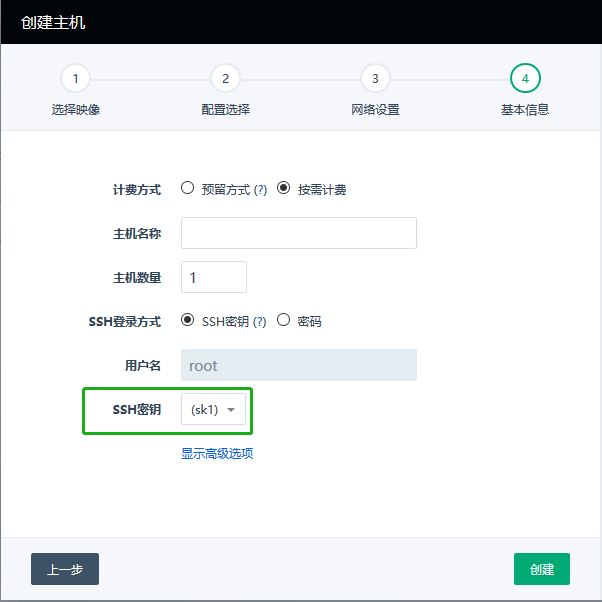 创建主机
1 2 3 4
选择映像 配置选择 网络设置 基本信息
计费方式 预留方式 (?) 按需计费
主机名称
主机数量 1
SSH登录方式 SSH密钥 (?) 密码
用户名 root
SSH密钥 (sk1)
显示高级选项
上一步 创建